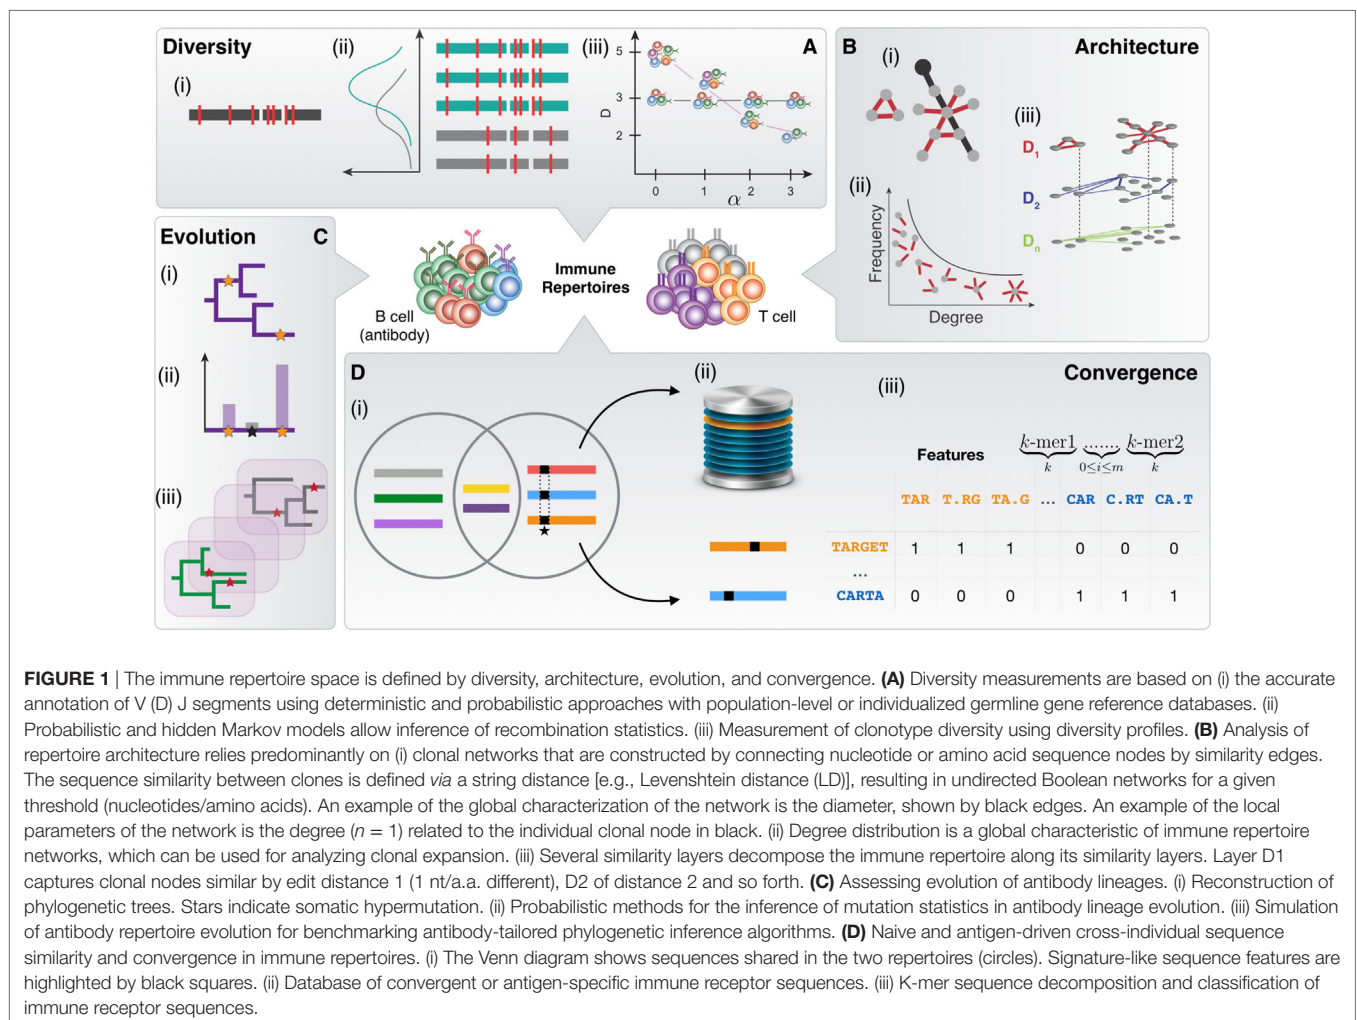 Diversity
(i)
(ii)
(iii)
A
5
3
2
D
0
1
2
3
α
B
Architecture
(i)
(ii)
Frequency
Degree
(iii)
D1
D2
Dn
Evolution
C
(i)
(ii)
(iii)
B cell
(antibody)
Immune
Repertoires
T cell
D
Convergence
(i)
(ii)
(iii)
Features
k-mer1 ....... k-mer2
k 0≤i≤m k
TAR T.RG TA.G ... CAR C.RT CA.T
TARGET 1 1 1 0 0 0
...
CARTA 0 0 0 1 1 1
FIGURE 1 | The immune repertoire space is defined by diversity, architecture, evolution, and convergence. (A) Diversity measurements are based on (i) the accurate
annotation of V (D) J segments using deterministic and probabilistic approaches with population-level or individualized germline gene reference databases. (ii)
Probabilistic and hidden Markov models allow inference of recombination statistics. (iii) Measurement of clonotype diversity using diversity profiles. (B) Analysis of
repertoire architecture relies predominantly on (i) clonal networks that are constructed by connecting nucleotide or amino acid sequence nodes by similarity edges.
The sequence similarity between clones is defined via a string distance [e.g., Levenshtein distance (LD)], resulting in undirected Boolean networks for a given
threshold (nucleotides/amino acids). An example of the global characterization of the network is the diameter, shown by black edges. An example of the local
parameters of the network is the degree (n = 1) related to the individual clonal node in black. (ii) Degree distribution is a global characteristic of immune repertoire
networks, which can be used for analyzing clonal expansion. (iii) Several similarity layers decompose the immune repertoire along its similarity layers. Layer D1
captures clonal nodes similar by edit distance 1 (1 nt/a.a. different), D2 of distance 2 and so forth. (C) Assessing evolution of antibody lineages. (i) Reconstruction of
phylogenetic trees. Stars indicate somatic hypermutation. (ii) Probabilistic methods for the inference of mutation statistics in antibody lineage evolution. (iii) Simulation
of antibody repertoire evolution for benchmarking antibody-tailored phylogenetic inference algorithms. (D) Naive and antigen-driven cross-individual sequence
similarity and convergence in immune repertoires. (i) The Venn diagram shows sequences shared in the two repertoires (circles). Signature-like sequence features are
highlighted by black squares. (ii) Database of convergent or antigen-specific immune receptor sequences. (iii) K-mer sequence decomposition and classification of
immune receptor sequences.